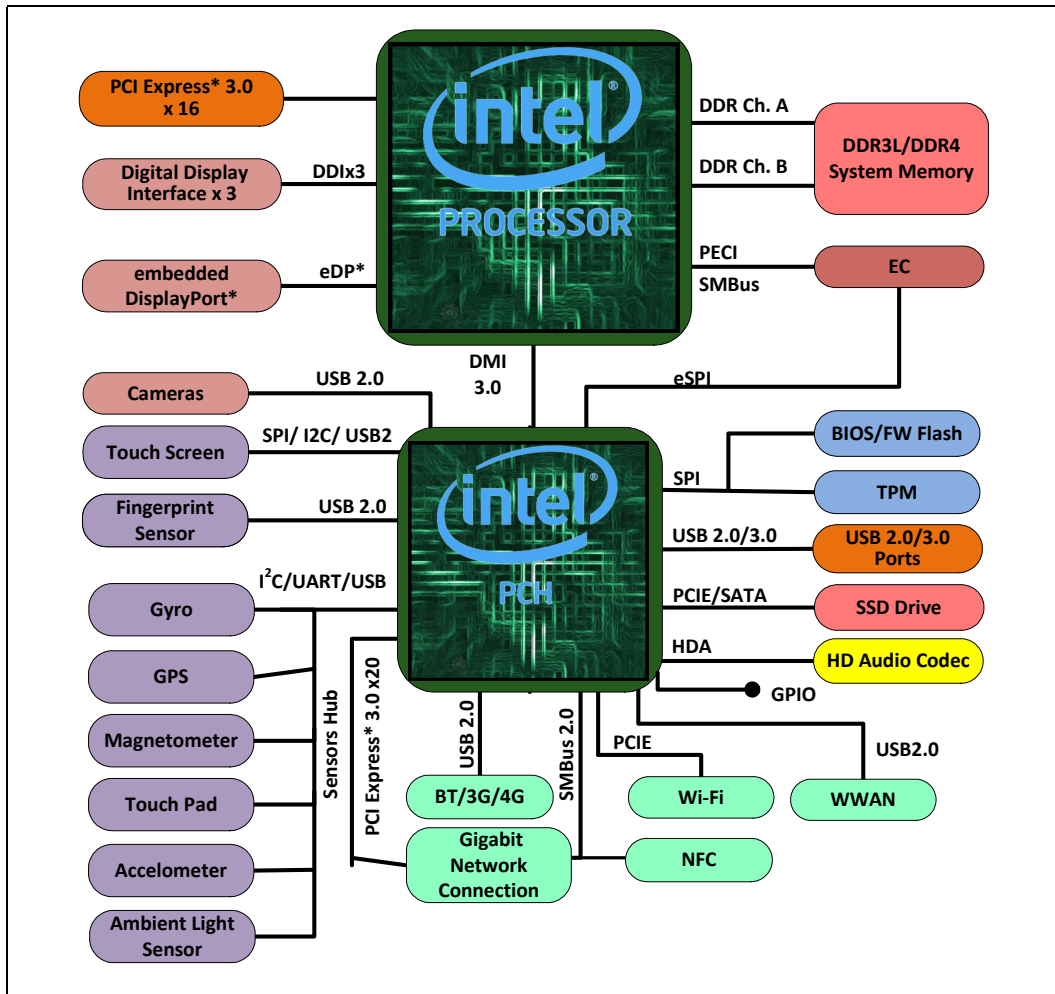 intel®
PROCESSOR
PCI Express* 3.0
x 16
Digital Display
Interface x 3
DDIx3
embedded
DisplayPort*
eDP*
DDR Ch. A
DDR Ch. B
DDR3L/DDR4
System Memory
PECI
SMBus
EC
DMI
3.0
eSPI
Cameras
USB 2.0
Touch Screen
SPI/ I2C/ USB2
Fingerprint
Sensor
USB 2.0
intel®
PCH
SPI
BIOS/FW Flash
TPM
USB 2.0/3.0
USB 2.0/3.0
Ports
PCIE/SATA
SSD Drive
HDA
HD Audio Codec
GPIO
I²C/UART/USB
Gyro
GPS
Magnetometer
Touch Pad
Accelometer
Ambient Light
Sensor
Sensors Hub
PCI Express* 3.0 x20
USB 2.0
SMBus 2.0
PCIE
USB2.0
BT/3G/4G
Wi-Fi
WWAN
Gigabit
Network
Connection
NFC